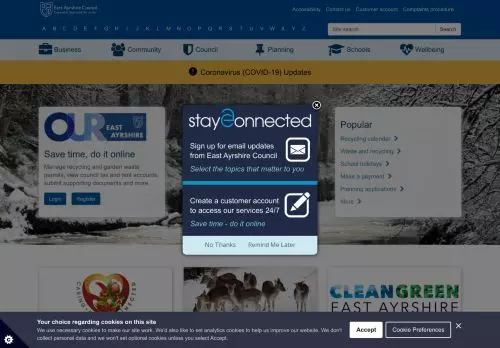 East Ayrshire Council
Accessibility Contact us Customer account Complaints procedure
A B C D E F G H I J K L M N O P Q R S T U V W X Y Z
Site search
Search
Business Community Council Planning Schools Wellbeing
Coronavirus (COVID-19) Updates
OUR EAST AYRSHIRE
Save time, do it online
Manage recycling and garden waste
permits, view council tax and rent accounts,
submit supporting documents and more
Login Register
stayconnected
Sign up for email updates
from East Ayrshire Council
Select the topics that matter to you
Create a customer account
to access our services 24/7
Save time - do it online
No Thanks Remind Me Later
Popular
Recycling calendar
Waste and recycling
School holidays
Make a payment
Planning applications
More
CLEANGREEN
EAST AYRSHIRE
Your choice regarding cookies on this site
We use necessary cookies to make our site work. We'd also like to set analytics cookies to help us improve our website. We don't
collect personal data and we won't set optional cookies unless you select Accept.
Accept Cookie Preferences